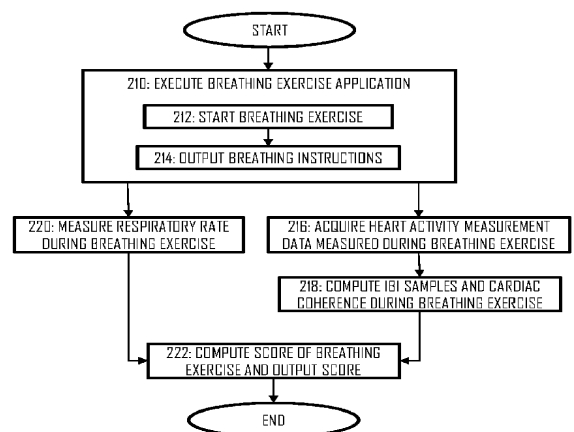 START
210: EXECUTE BREATHING EXERCISE APPLICATION
212: START BREATHING EXERCISE
214: OUTPUT BREATHING INSTRUCTIONS
220: MEASURE RESPIRATORY RATE
DURING BREATHING EXERCISE
216: ACQUIRE HEART ACTIVITY MEASUREMENT
DATA MEASURED DURING BREATHING EXERCISE
218: COMPUTE IBI SAMPLES AND CARDIAC
COHERENCE DURING BREATHING EXERCISE
222: COMPUTE SCORE OF BREATHING
EXERCISE AND OUTPUT SCORE
END